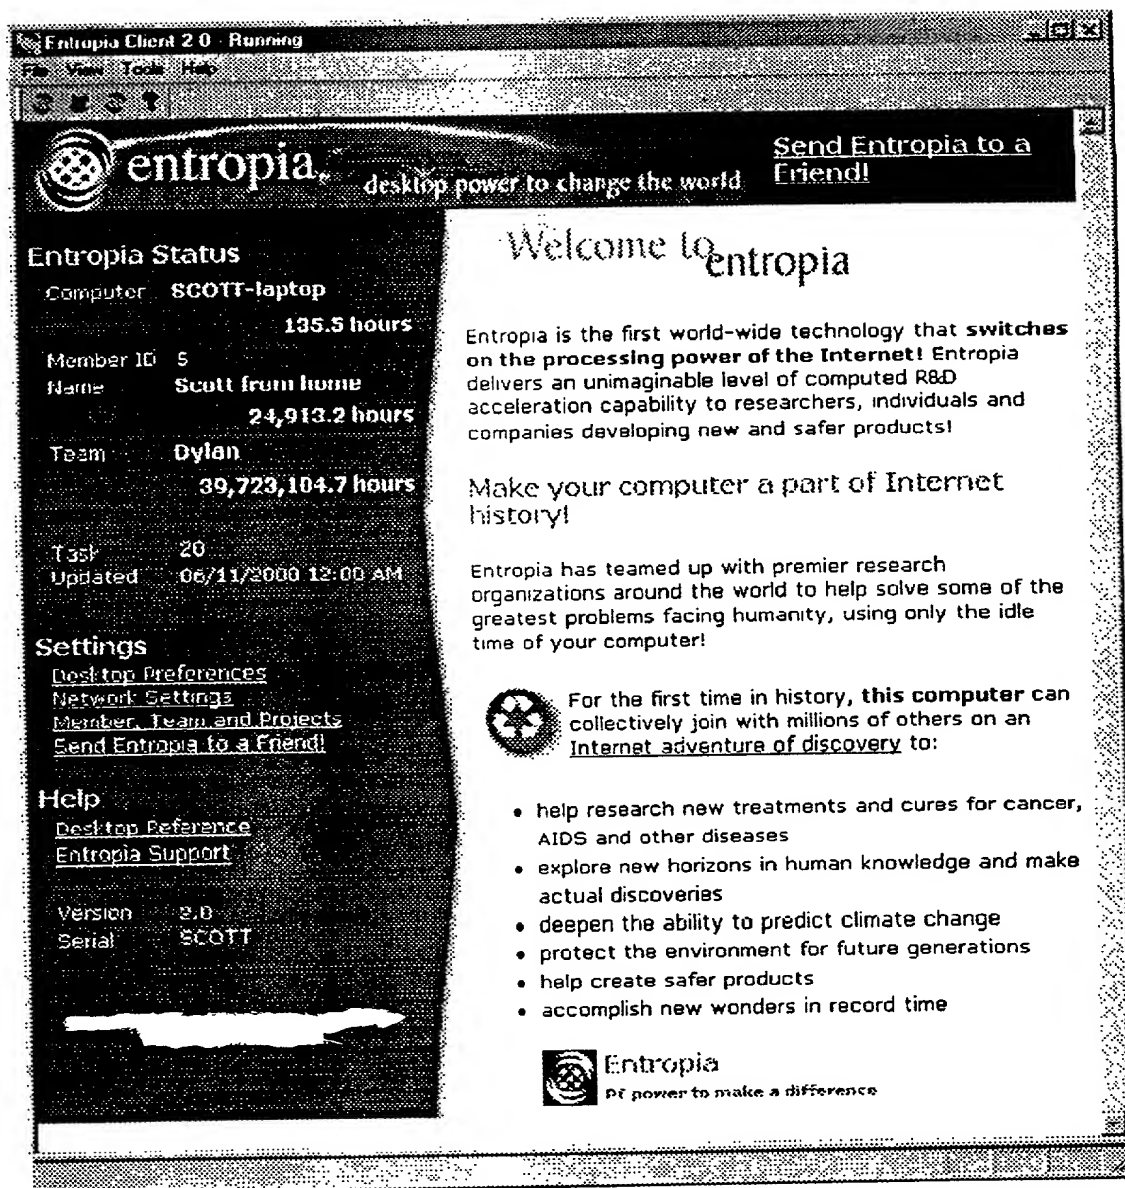 Entropia Client 2.0 - Running
File View Tools Help
entropia
desktop power to change the world
Send Entropia to a
Friend!
Entropia Status
Computer SCOTT-laptop
135.5 hours
Member ID 5
Name Scott from home
24,913.2 hours
Team Dylan
39,723,104.7 hours
Task 20
Updated 06/11/2000 12:00 AM
Settings
Desktop Preferences
Network Settings
Member, Team and Projects
Send Entropia to a Friend!
Help
Desktop Reference
Entropia Support
Version 2.0
Serial SCOTT
Welcome to
entropia
Entropia is the first world-wide technology that switches
on the processing power of the Internet! Entropia
delivers an unimaginable level of computed R&D
acceleration capability to researchers, individuals and
companies developing new and safer products!
Make your computer a part of Internet
history!
Entropia has teamed up with premier research
organizations around the world to help solve some of the
greatest problems facing humanity, using only the idle
time of your computer!
For the first time in history, this computer can
collectively join with millions of others on an
Internet adventure of discovery to:
• help research new treatments and cures for cancer,
AIDS and other diseases
• explore new horizons in human knowledge and make
actual discoveries
• deepen the ability to predict climate change
• protect the environment for future generations
• help create safer products
• accomplish new wonders in record time
Entropia
PC power to make a difference